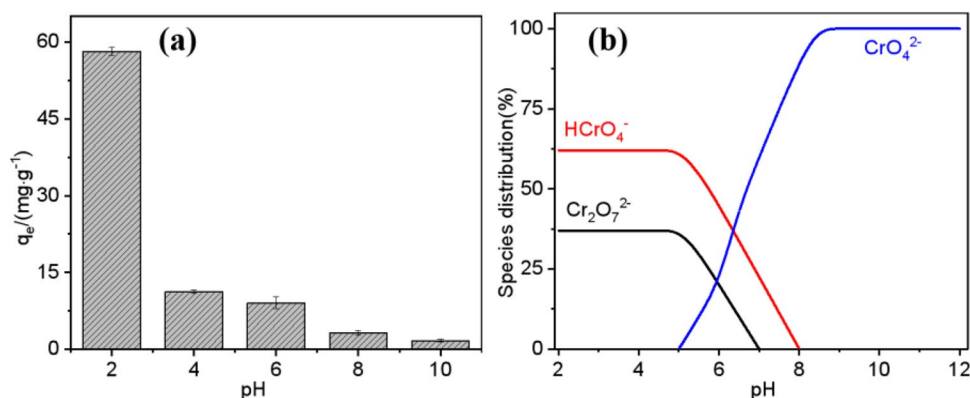 (a)
60
45
30
15
0
qₑ/(mg·g⁻¹)
2 4 6 8 10
pH
(b)
100
75
50
25
0
Species distribution(%)
CrO₄²⁻
HCrO₄⁻
Cr₂O₇²⁻
2 4 6 8 10 12
pH